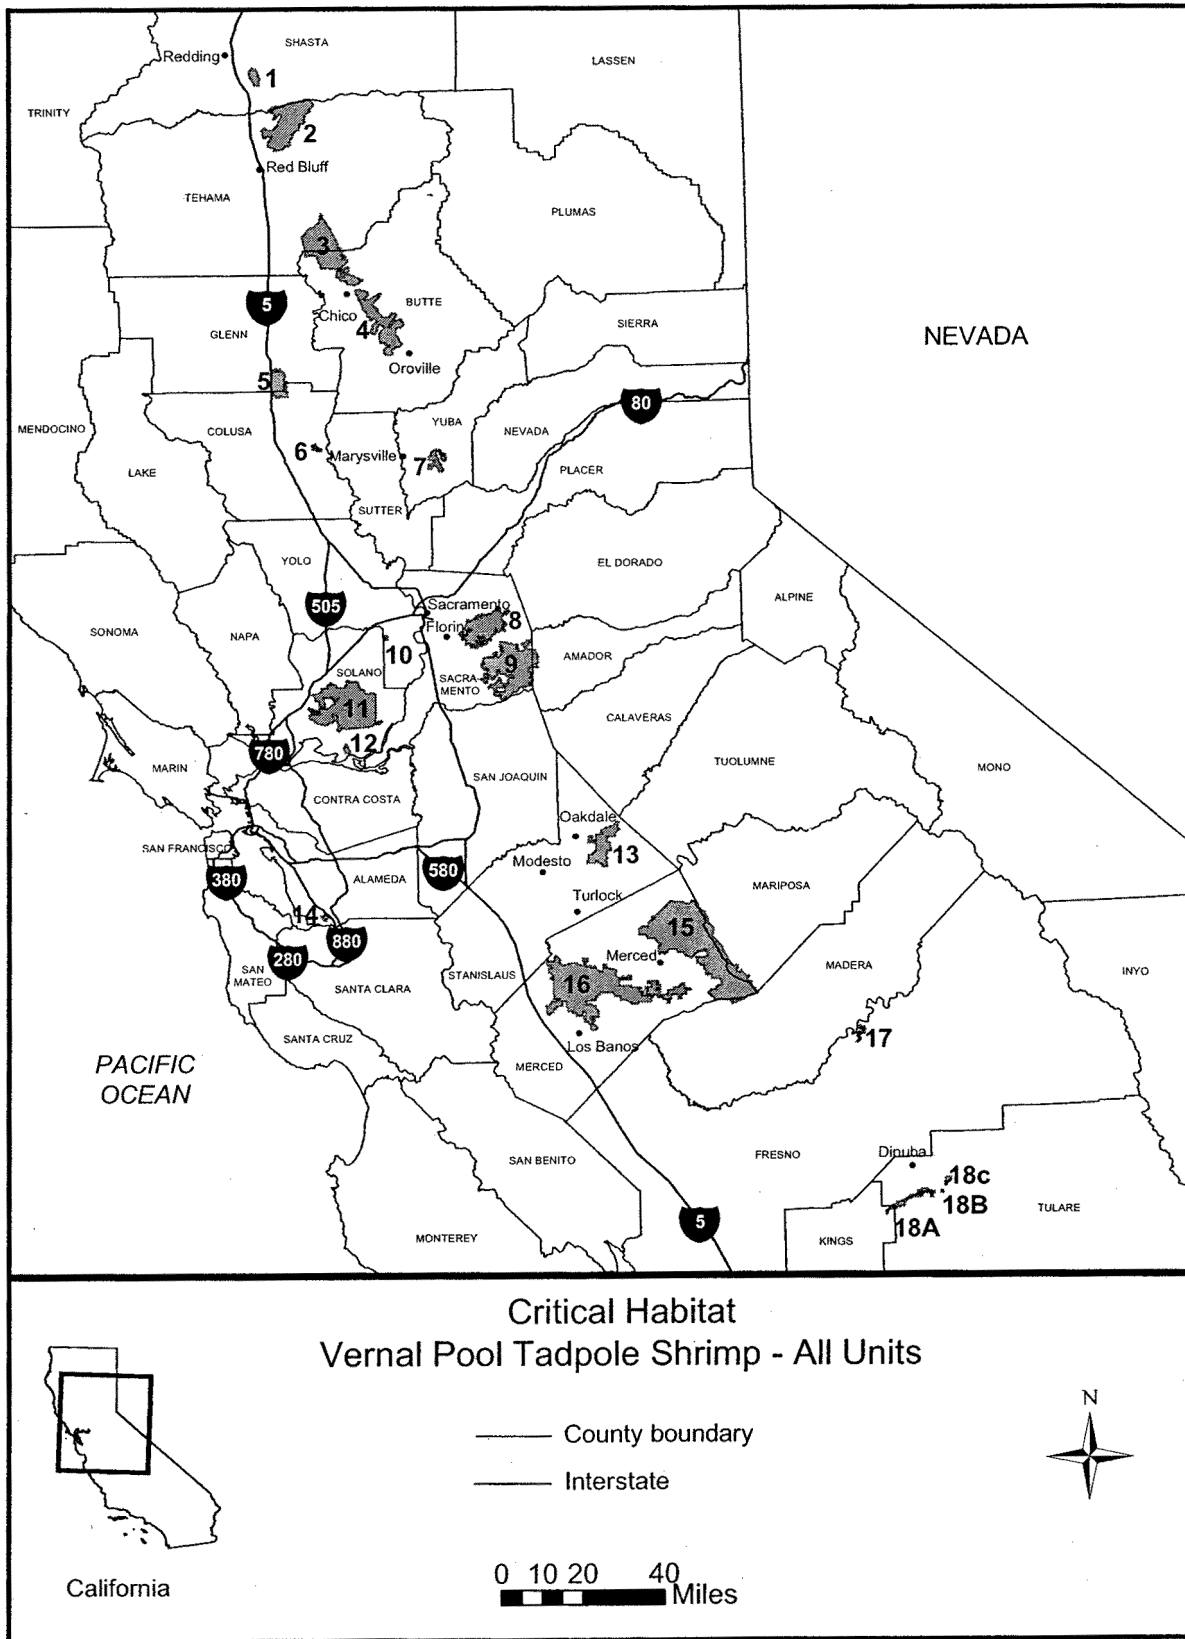 SHASTA
Redding
LASSEN
1
TRINITY
2
Red Bluff
TEHAMA
PLUMAS
3
5
BUTTE
Chico
SIERRA
GLENN
4
NEVADA
Oroville
5
80
YUBA
MENDOCINO
COLUSA
NEVADA
6
Marysville
7
LAKE
PLACER
SUTTER
YOLO
EL DORADO
ALPINE
505
Sacramento
8
SONOMA
NAPA
Florin
10
9
AMADOR
SOLANO
SACRA-
MENTO
11
CALAVERAS
12
780
TUOLUMNE
MARIN
MONO
SAN JOAQUIN
CONTRA COSTA
Oakdale
SAN FRANCISCO
13
Modesto
580
380
ALAMEDA
MARIPOSA
Turlock
14
15
880
Merced
280
MADERA
SAN
MATEO
STANISLAUS
INYO
16
SANTA CLARA
17
SANTA CRUZ
Los Banos
PACIFIC
OCEAN
MERCED
Dinuba
FRESNO
SAN BENITO
18c
18B
TULARE
18A
5
MONTEREY
KINGS
Critical Habitat
Vernal Pool Tadpole Shrimp - All Units
N
County boundary
Interstate
0 10 20 40
Miles
California